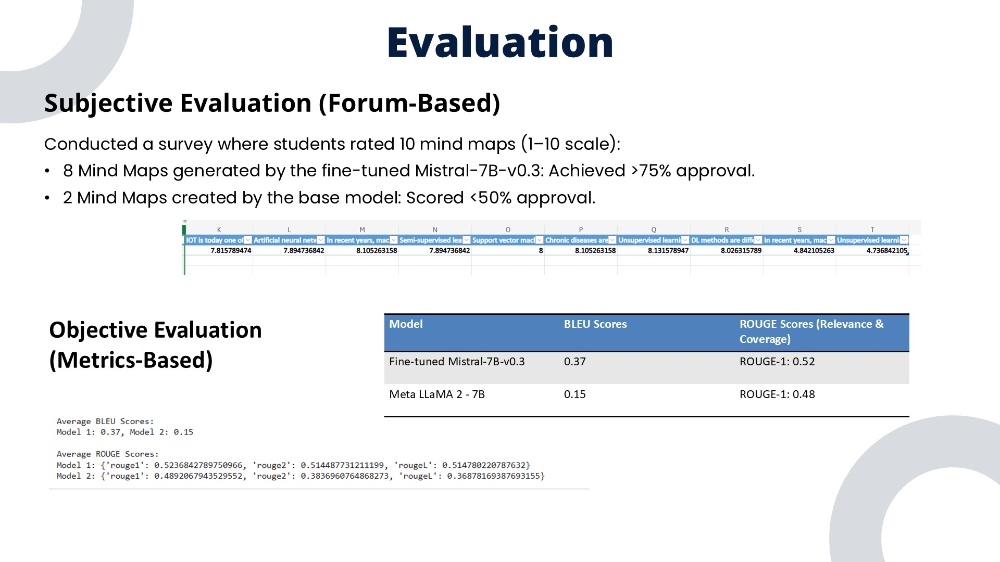 Evaluation
Subjective Evaluation (Forum-Based)
Conducted a survey where students rated 10 mind maps (1–10 scale):
• 8 Mind Maps generated by the fine-tuned Mistral-7B-v0.3: Achieved >75% approval.
• 2 Mind Maps created by the base model: Scored <50% approval.
K L M N O P Q R S T
IOT is today one of Artificial neural netv In recent years, mac Semi-supervised lea Support vector macl Chronic diseases are Unsupervised learni DL methods are diffe In recent years, mac Unsupervised learni
7.815789474 7.894736842 8.105263158 7.894736842 8 8.105263158 8.131578947 8.026315789 4.842105263 4.736842105
Objective Evaluation
(Metrics-Based)
Model BLEU Scores ROUGE Scores (Relevance &
Coverage)
Fine-tuned Mistral-7B-v0.3 0.37 ROUGE-1: 0.52
Meta LLaMA 2 - 7B 0.15 ROUGE-1: 0.48
Average BLEU Scores:
Model 1: 0.37, Model 2: 0.15
Average ROUGE Scores:
Model 1: {'rouge1': 0.5236842789750966, 'rouge2': 0.514487731211199, 'rougeL': 0.514780220787632}
Model 2: {'rouge1': 0.4892067943529552, 'rouge2': 0.3836960764868273, 'rougeL': 0.36878169387693155}